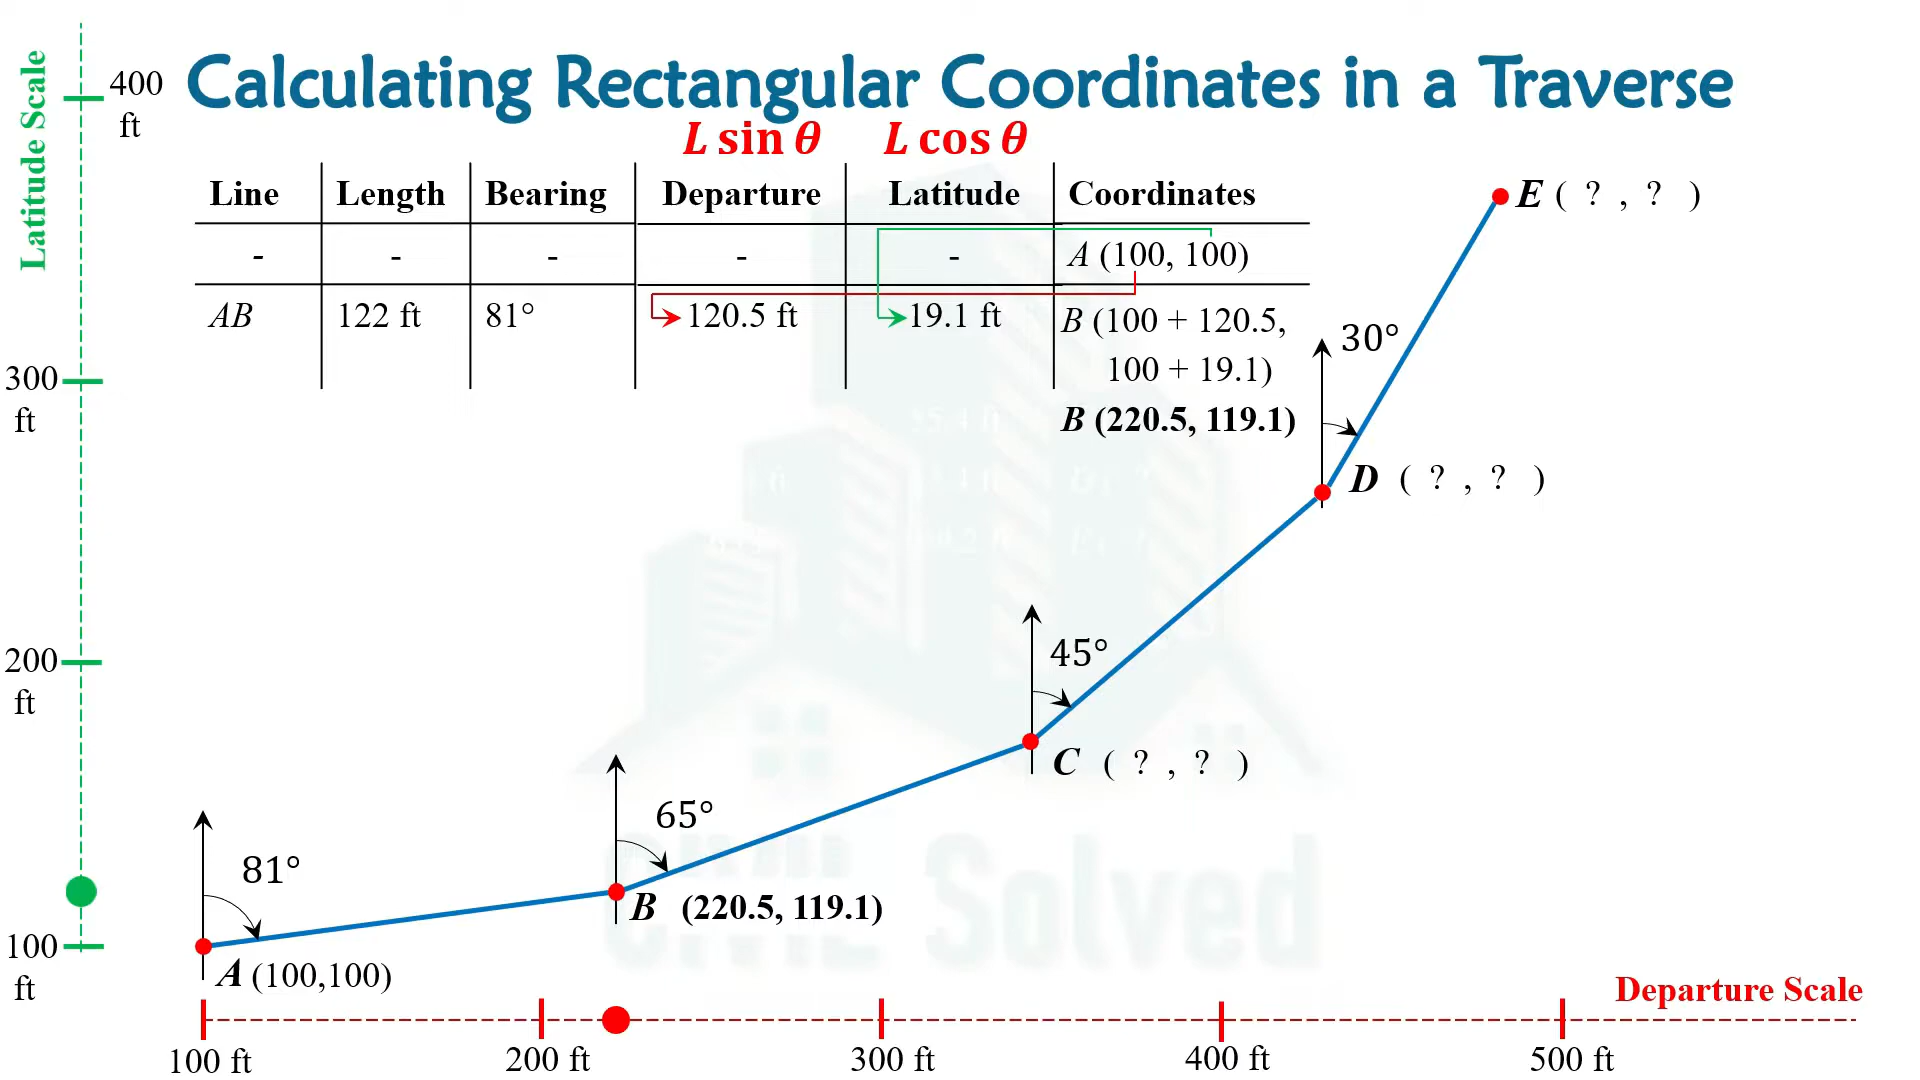 Calculating Rectangular Coordinates in a Traverse
L sin θ L cos θ
Line Length Bearing Departure Latitude Coordinates
- - - - - A (100, 100)
AB 122 ft 81° 120.5 ft 19.1 ft B (100 + 120.5,
100 + 19.1)
B (220.5, 119.1)
Latitude Scale
400
ft
300
ft
200
ft
100
ft
E ( ? , ? )
30°
D ( ? , ? )
45°
C ( ? , ? )
65°
B (220.5, 119.1)
81°
A (100,100)
Solved
Departure Scale
100 ft 200 ft 300 ft 400 ft 500 ft